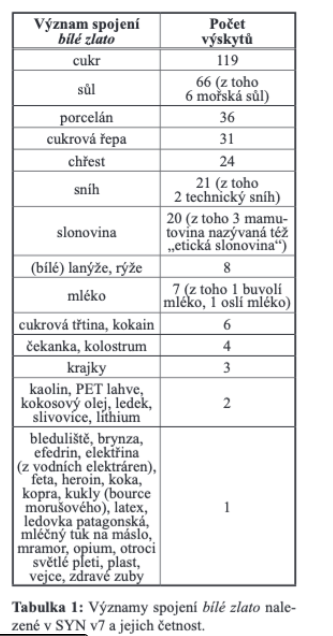 Význam spojení
bílé zlato
Počet
výskytů
cukr
119
sůl
66 (z toho
6 mořská sůl)
porcelán
36
cukrová řepa
31
chřest
24
sníh
21 (z toho
2 technický sníh)
slonovina
20 (z toho 3 mamu-
tovina nazývaná též
„etická slonovina“)
(bílé) lanýže, rýže
8
mléko
7 (z toho 1 buvolí
mléko, 1 oslí mléko)
cukrová třtina, kokain
6
čekanka, kolostrum
4
krajky
3
kaolin, PET lahve,
kokosový olej, ledek,
slivovice, lithium
2
bleduliště, brynza,
efedrin, elektřina
(z vodních elektráren),
feta, heroin, koka,
kopra, kukly (bource
morušového), latex,
ledovka patagonská,
mléčný tuk na máslo,
mramor, opium, otroci
světlé pleti, plast,
vejce, zdravé zuby
1
Tabulka 1: Významy spojení bílé zlato nale-
zené v SYN v7 a jejich četnost.